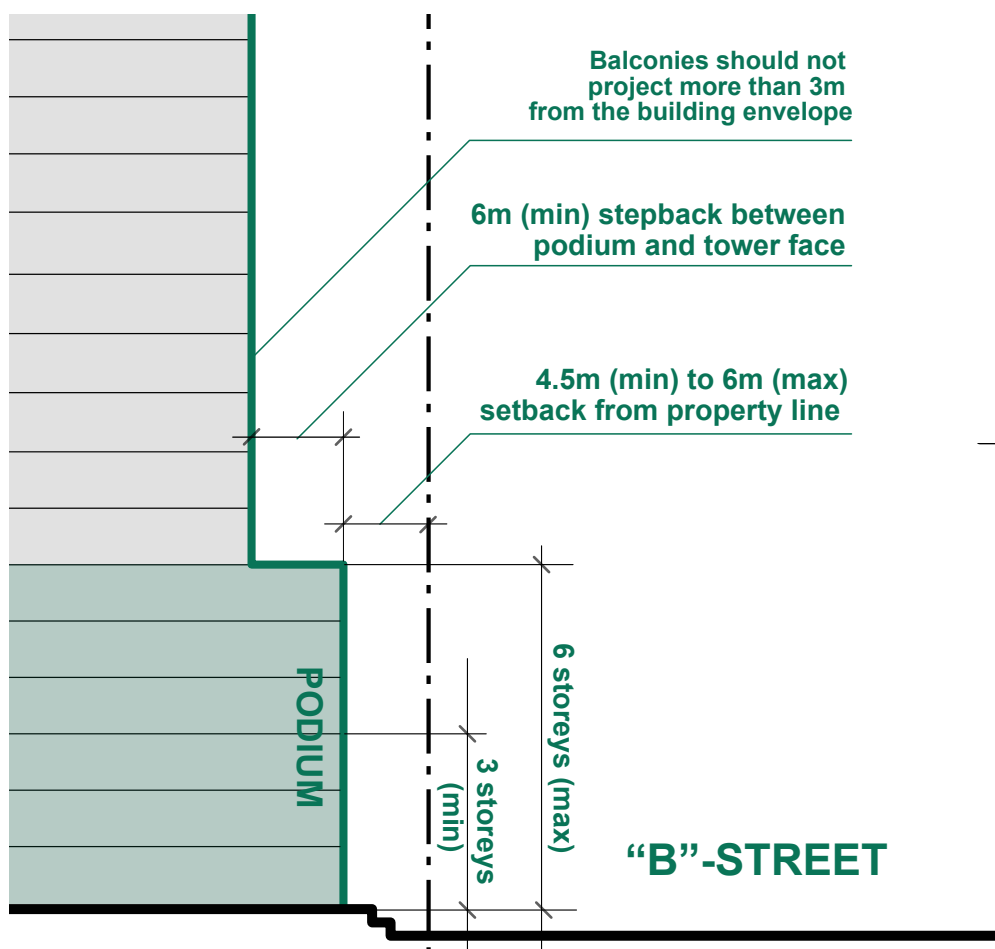 Balconies should not
project more than 3m
from the building envelope
6m (min) stepback between
podium and tower face
4.5m (min) to 6m (max)
setback from property line
PODIUM
3 storeys
(min)
6 storeys (max)
“B”-STREET